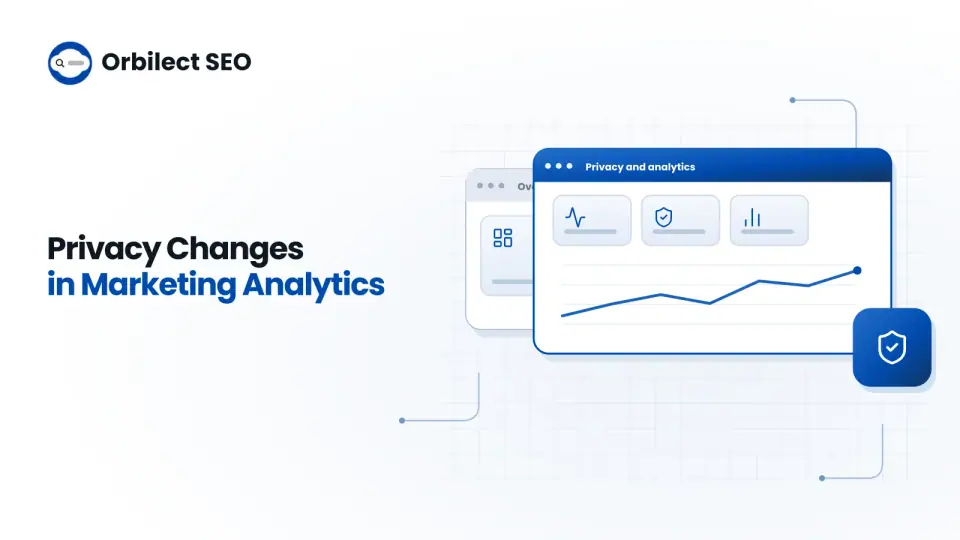 Orbilect SEO
Privacy and analytics
Privacy Changes
in Marketing Analytics